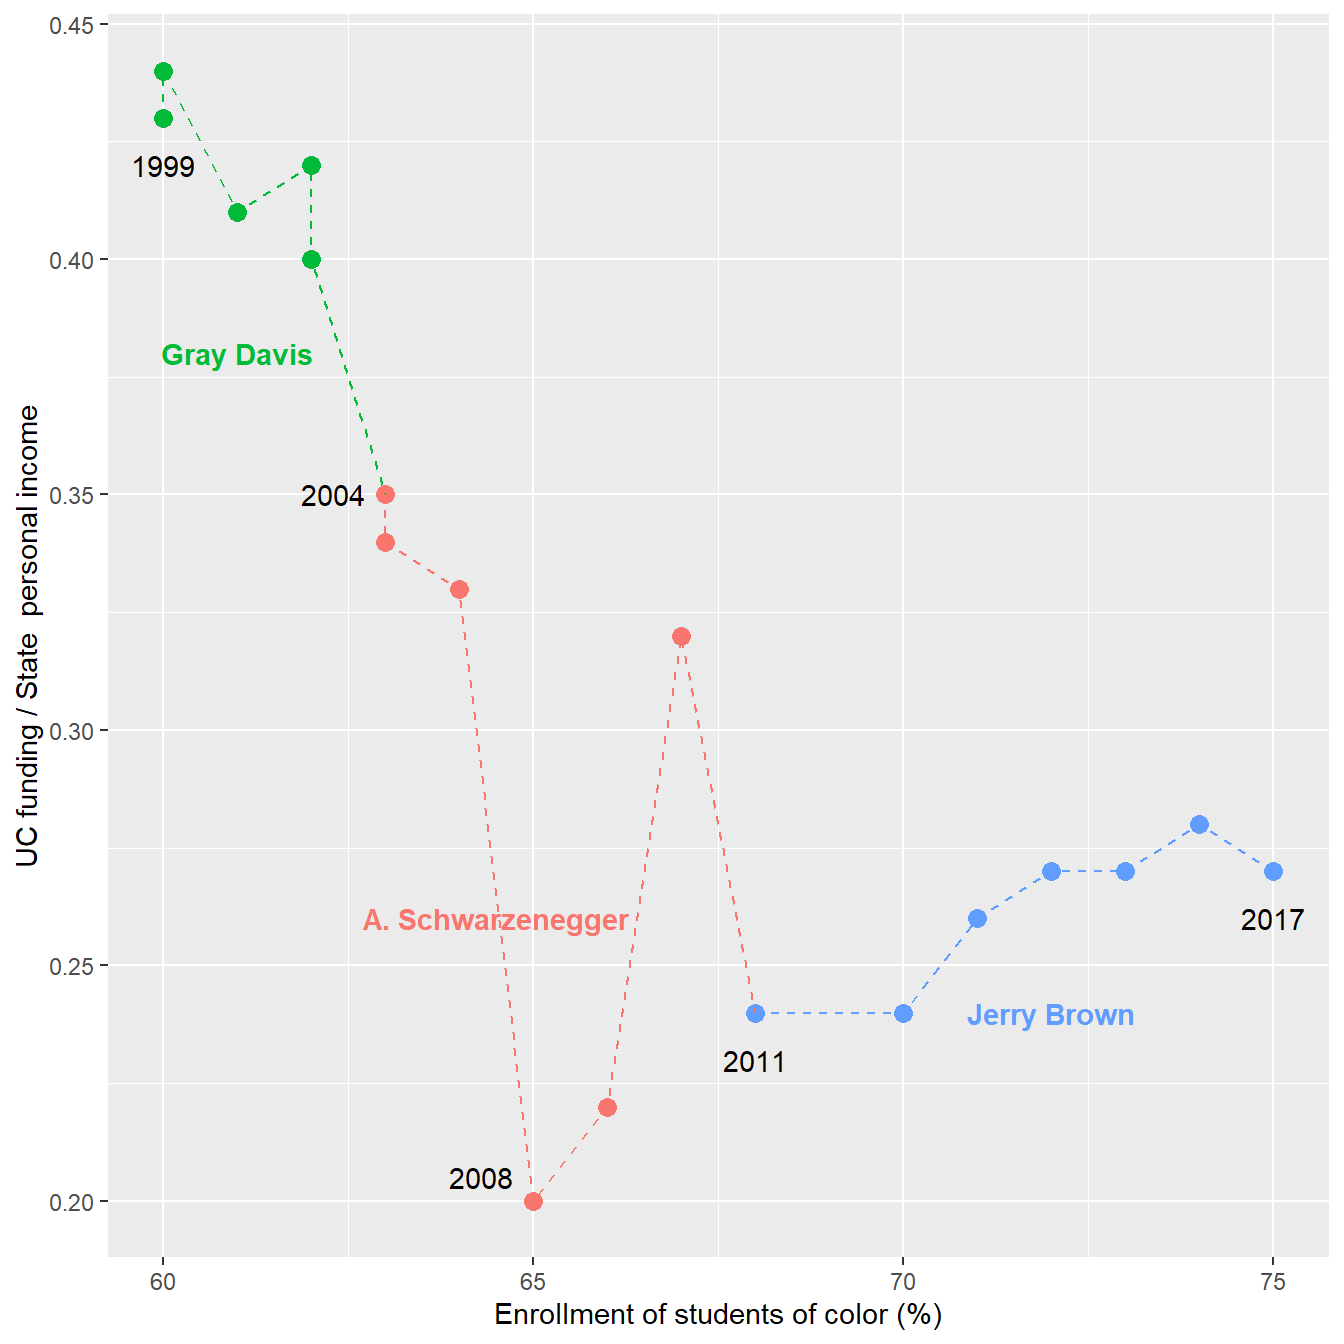 0.45
1999
0.40
Gray Davis
2004
0.35
UC funding / State  personal income
0.30
A. Schwarzenegger
2017
0.25
Jerry Brown
2011
2008
0.20
60 65 70 75
Enrollment of students of color (%)